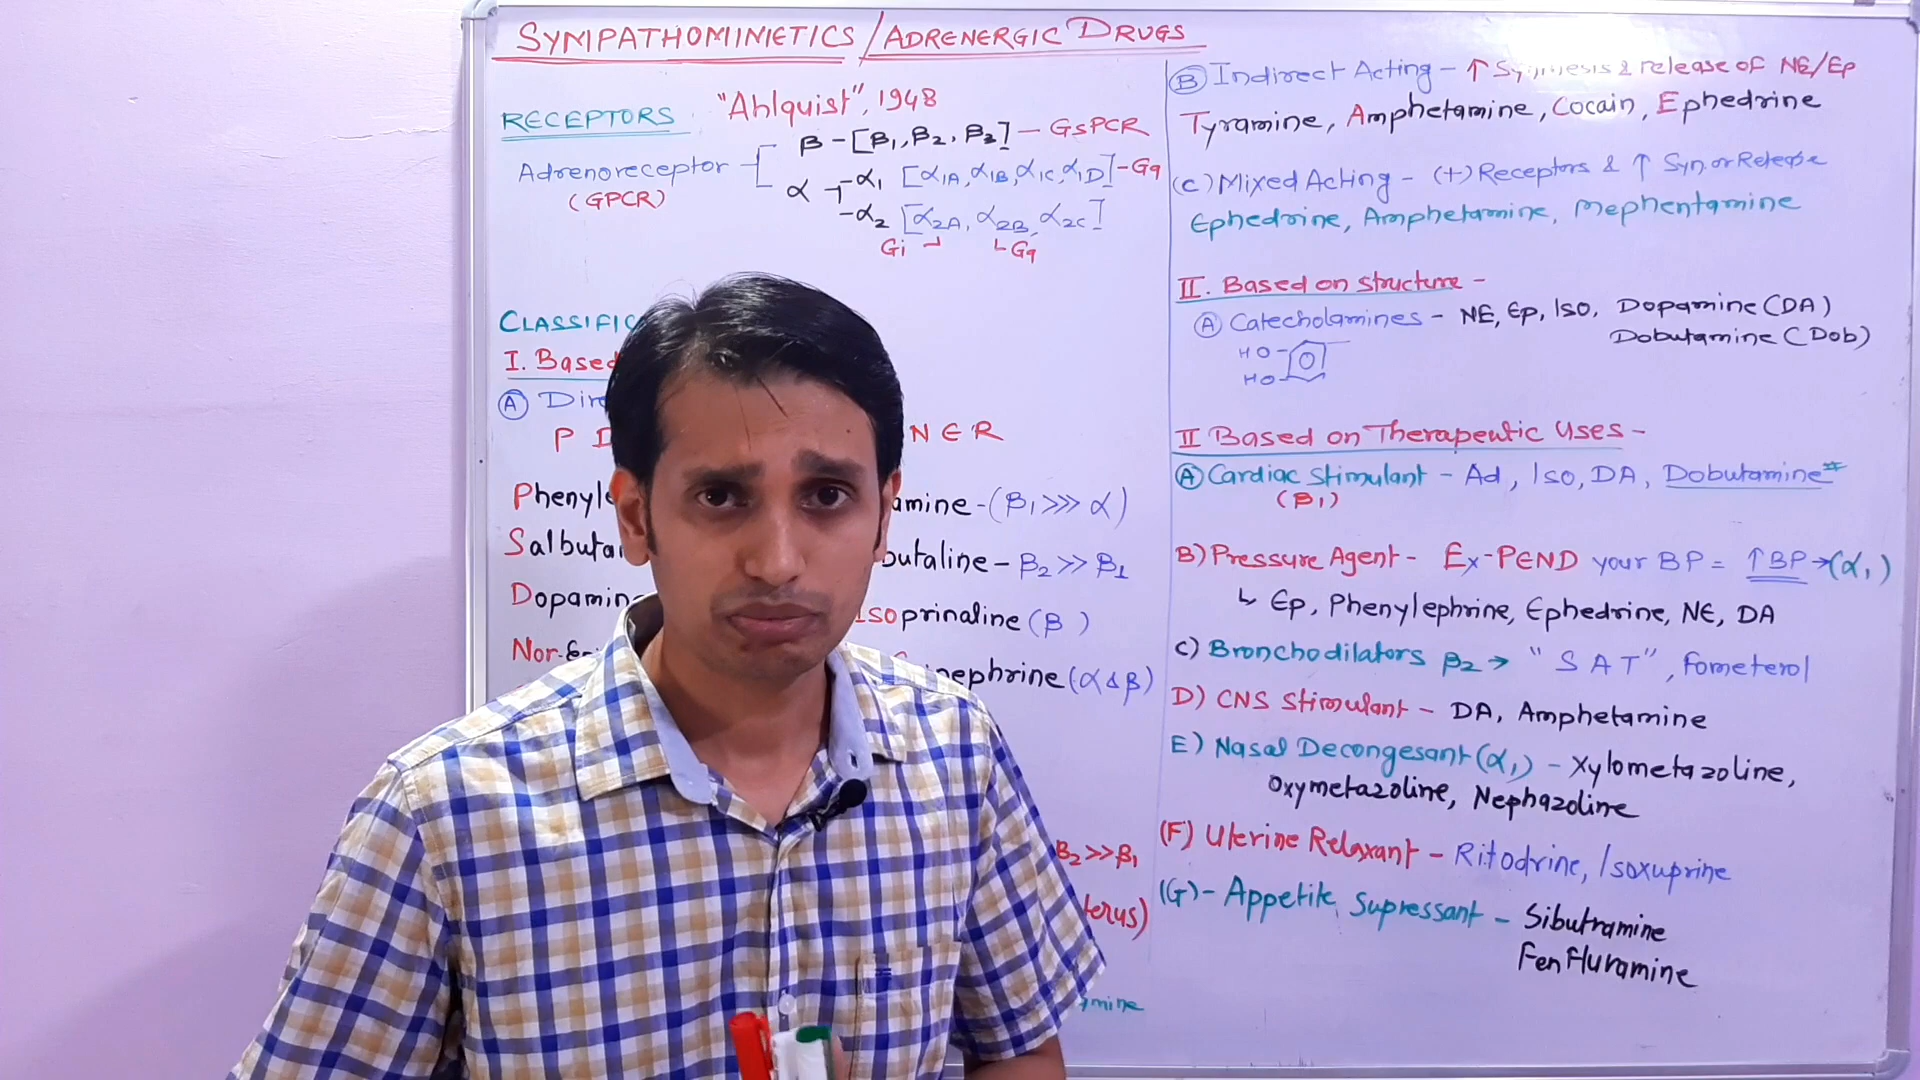 SYMPATHOMIMETICS / ADRENERGIC DRUGS
RECEPTORS "Ahlquist", 1948
Adrenoreceptor
(GPCR)
β - [β1, β2, β3] - GsPCR
α - α1 [α1A, α1B, α1C, α1D] - Gq
- α2 [α2A, α2B, α2C]
Gi Gq
CLASSIFIC
I. Based
(A) Dire
P D N E R
Phenyle amine - (β1 >>> α)
Salbuta butaline - β2 >> β1
Dopamin Isoprinaline (β )
Nor-E nephrine (α & β)
β2 >> β1
terus)
amine
(B) Indirect Acting - ↑ Synthesis & release of NE/Ep
Tyramine, Amphetamine, Cocain, Ephedrine
(C) Mixed Acting - (+) Receptors & ↑ Syn. or Release
Ephedrine, Amphetamine, Mephentamine
II. Based on structure -
(A) Catecholamines - NE, Ep, Iso, Dopamine (DA)
Dobutamine (Dob)
HO-
HO-
II Based on Therapeutic Uses -
(A) Cardiac Stimulant - Ad, Iso, DA, Dobutamine*
(β1)
B) Pressure Agent - Ex-PEND your BP = ↑BP → (α1)
↳ Ep, Phenylephrine, Ephedrine, NE, DA
C) Bronchodilators β2 → "SAT", Fometerol
D) CNS Stimulant - DA, Amphetamine
E) Nasal Decongesant (α1) - Xylometazoline,
Oxymetazoline, Nephazoline
(F) Uterine Relaxant - Ritodrine, Isoxuprine
(G) - Appetite Supressant - Sibutramine
Fenfluramine